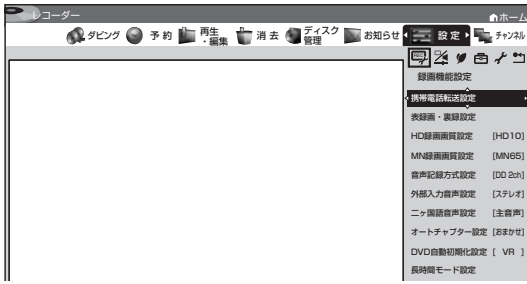 レコーダー
ホーム
ダビング 予約 再生・編集 消去 ディスク管理 お知らせ 設定 チャンネル
録画機能設定
携帯電話転送設定
表録画・裏録設定
HD録画画質設定 [HD10]
MN録画画質設定 [MN65]
音声記録方式設定 [DD 2ch]
外部入力音声設定 [ステレオ]
二ヶ国語音声設定 [主音声]
オートチャプター設定 [おまかせ]
DVD自動初期化設定 [ VR ]
長時間モード設定